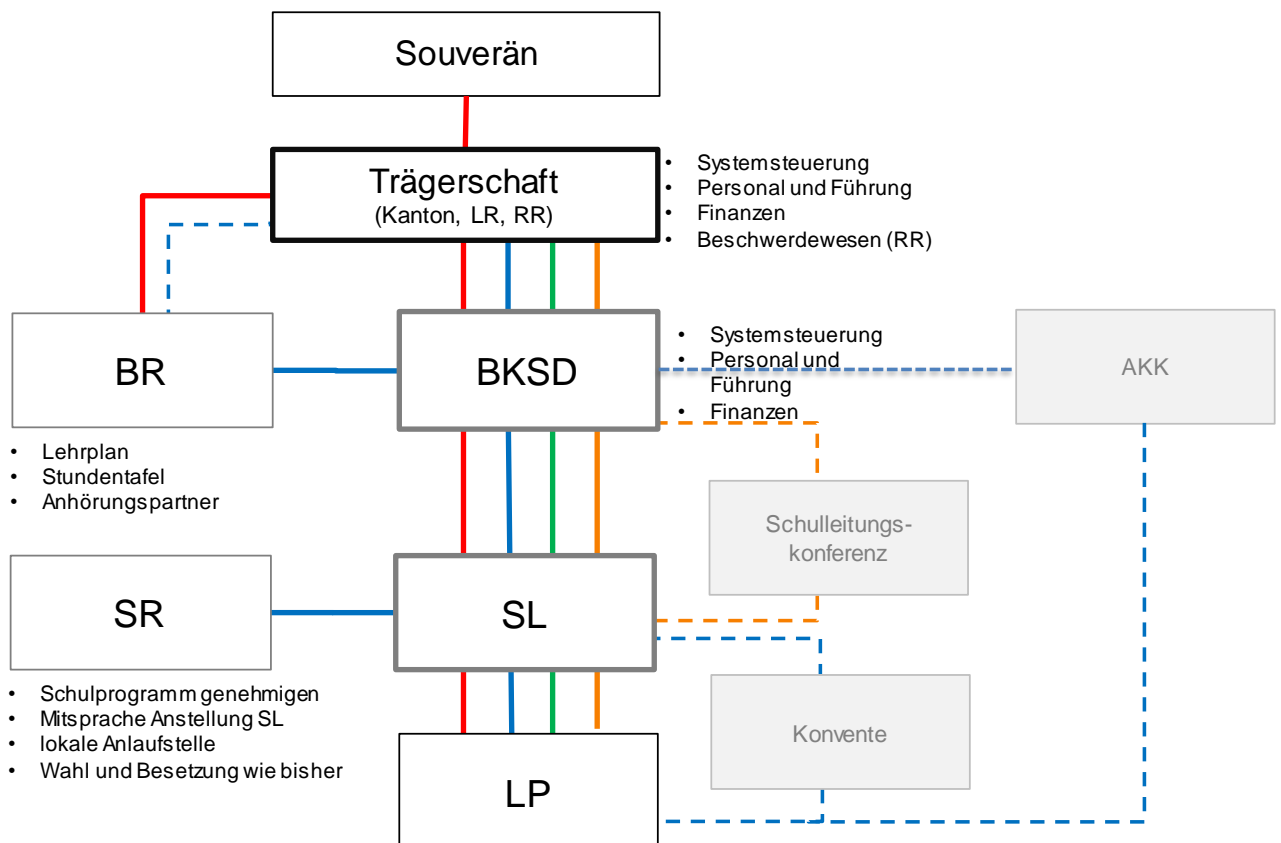 Souverän
Trägerschaft
(Kanton, LR, RR)
• Systemsteuerung
• Personal und Führung
• Finanzen
• Beschwerdewesen (RR)
BR
BKSD
• Systemsteuerung
• Personal und
Führung
• Finanzen
AKK
• Lehrplan
• Stundentafel
• Anhörungspartner
Schulleitungs-
konferenz
SR
SL
• Schulprogramm genehmigen
• Mitsprache Anstellung SL
• lokale Anlaufstelle
• Wahl und Besetzung wie bisher
Konvente
LP